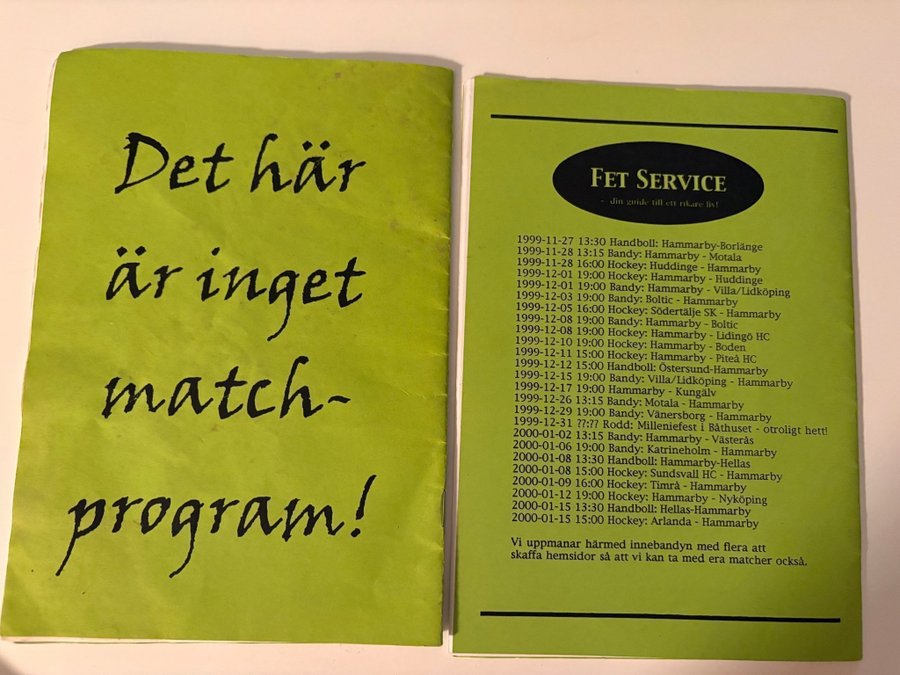 Det här
är inget
match-
program!
FET SERVICE
- din guide till ett rikare liv!
1999-11-27 13:30 Handboll: Hammarby-Borlänge
1999-11-28 13:15 Bandy: Hammarby - Motala
1999-11-28 16:00 Hockey: Huddinge - Hammarby
1999-12-01 19:00 Hockey: Hammarby - Huddinge
1999-12-01 19:00 Bandy: Hammarby - Villa/Lidköping
1999-12-03 19:00 Bandy: Boltic - Hammarby
1999-12-05 16:00 Hockey: Södertälje SK - Hammarby
1999-12-08 19:00 Bandy: Hammarby - Boltic
1999-12-08 19:00 Hockey: Hammarby - Lidingö HC
1999-12-10 19:00 Hockey: Hammarby - Boden
1999-12-11 15:00 Hockey: Hammarby - Piteå HC
1999-12-12 15:00 Handboll: Östersund-Hammarby
1999-12-15 19:00 Bandy: Villa/Lidköping - Hammarby
1999-12-17 19:00 Hammarby - Kungälv
1999-12-26 13:15 Bandy: Motala - Hammarby
1999-12-29 19:00 Bandy: Vänersborg - Hammarby
1999-12-31 ??:?? Rodd: Milleniefest i Båthuset - otroligt hett!
2000-01-02 13:15 Bandy: Hammarby - Västerås
2000-01-06 19:00 Bandy: Katrineholm - Hammarby
2000-01-08 13:30 Handboll: Hammarby-Hellas
2000-01-08 15:00 Hockey: Sundsvall HC - Hammarby
2000-01-09 16:00 Hockey: Timrå - Hammarby
2000-01-12 19:00 Hockey: Hammarby - Nyköping
2000-01-15 13:30 Handboll: Hellas-Hammarby
2000-01-15 15:00 Hockey: Arlanda - Hammarby
Vi uppmanar härmed innebandyn med flera att
skaffa hemsidor så att vi kan ta med era matcher också.